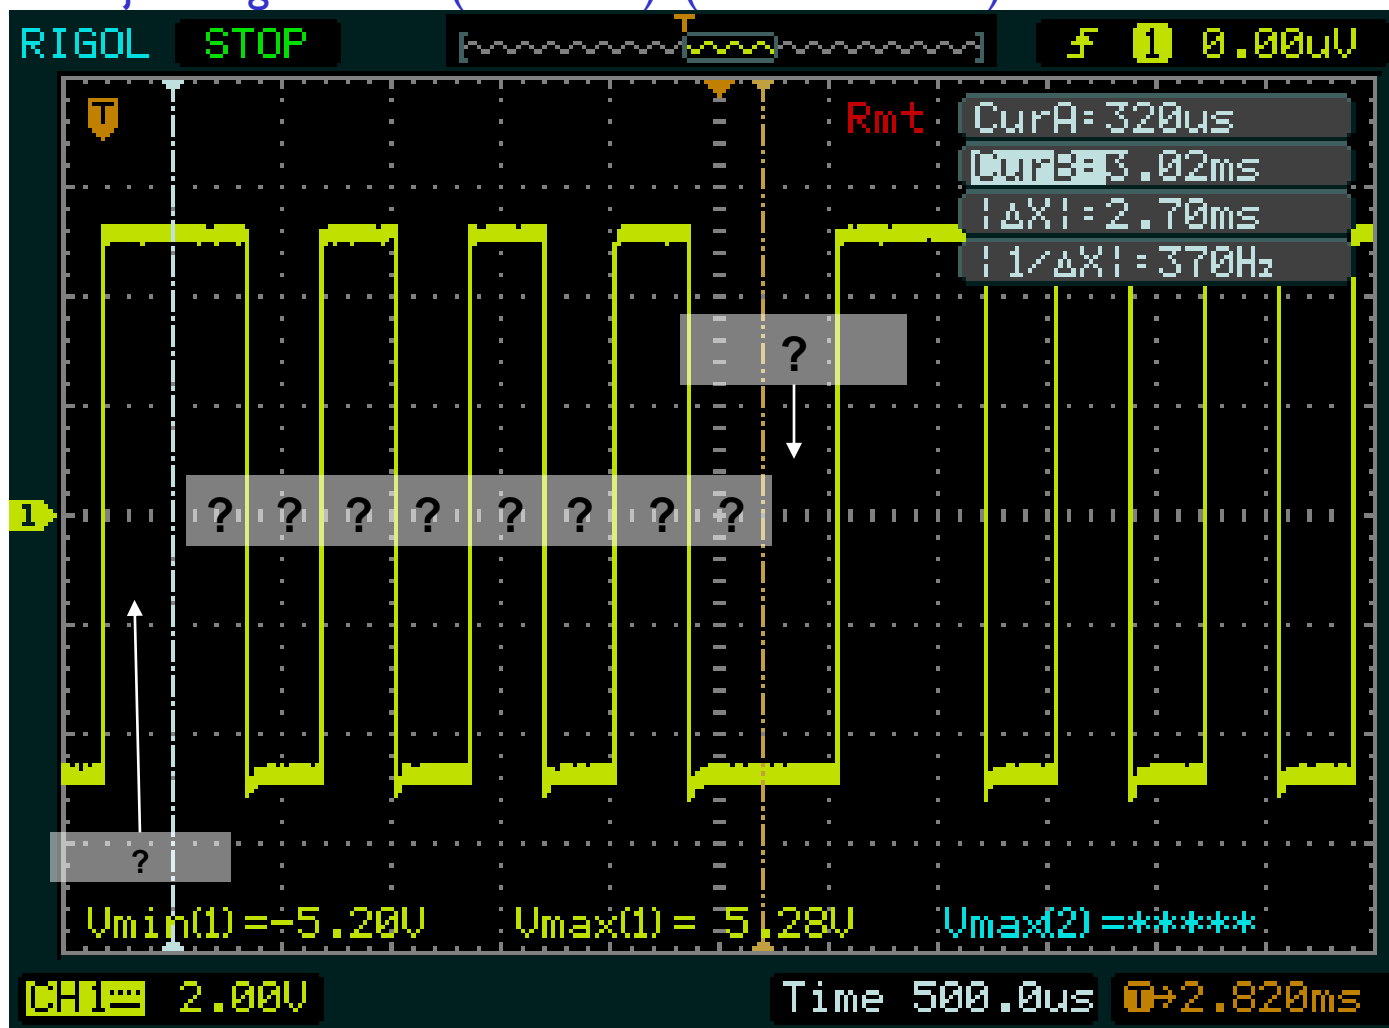 RIGOL STOP T 1 0.00uV
T Rmt CurA:320us
CurB:3.02ms
|ΔX|:2.70ms
|1/ΔX|:370Hz
?
1 ? ? ? ? ? ? ? ?
?
Vmin(1)=-5.20V Vmax(1)= 5.28V Vmax(2)=*****
CH1 2.00V Time 500.0us T→2.820ms